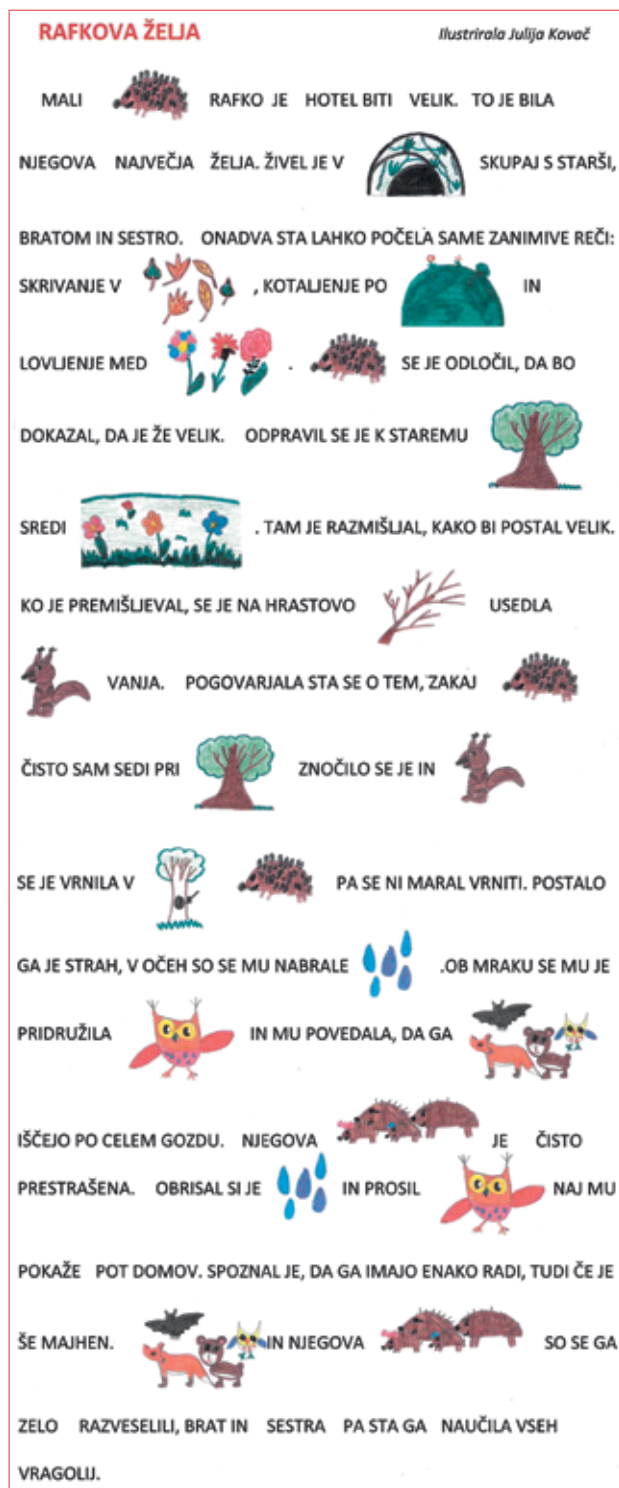 RAFKOVA ŽELJA Ilustrirala Julija Kovač
MALI RAFKO JE HOTEL BITI VELIK. TO JE BILA
NJEGOVA NAJVEČJA ŽELJA. ŽIVEL JE V SKUPAJ S STARŠI,
BRATOM IN SESTRO. ONADVA STA LAHKO POČELA SAME ZANIMIVE REČI:
SKRIVANJE V , KOTALJENJE PO IN
LOVLJENJE MED . SE JE ODLOČIL, DA BO
DOKAZAL, DA JE ŽE VELIK. ODPRAVIL SE JE K STAREMU
SREDI . TAM JE RAZMIŠLJAL, KAKO BI POSTAL VELIK.
KO JE PREMIŠLJEVAL, SE JE NA HRASTOVO USEDLA
VANJA. POGOVARJALA STA SE O TEM, ZAKAJ
ČISTO SAM SEDI PRI ZNOČILO SE JE IN
SE JE VRNILA V PA SE NI MARAL VRNITI. POSTALO
GA JE STRAH, V OČEH SO SE MU NABRALE .OB MRAKU SE MU JE
PRIDRUŽILA IN MU POVEDALA, DA GA
IŠČEJO PO CELEM GOZDU. NJEGOVA JE ČISTO
PRESTRAŠENA. OBRISAL SI JE IN PROSIL NAJ MU
POKAŽE POT DOMOV. SPOZNAL JE, DA GA IMAJO ENAKO RADI, TUDI ČE JE
ŠE MAJHEN. IN NJEGOVA SO SE GA
ZELO RAZVESELILI, BRAT IN SESTRA PA STA GA NAUČILA VSEH
VRAGOLIJ.